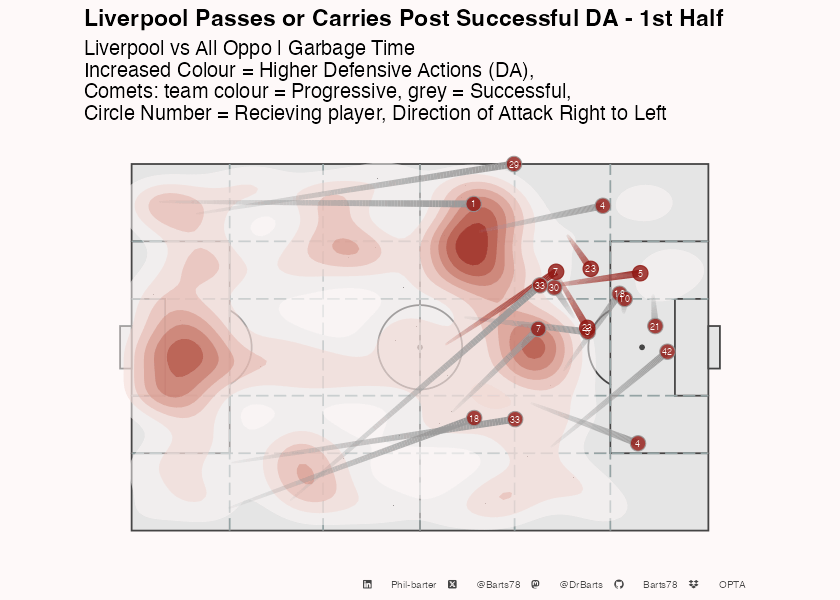 Liverpool Passes or Carries Post Successful DA - 1st Half
Liverpool vs All Oppo l Garbage Time
Increased Colour = Higher Defensive Actions (DA),
Comets: team colour = Progressive, grey = Successful,
Circle Number = Recieving player, Direction of Attack Right to Left
29
1
4
7
23
5
33
30
18
10
7
23
21
42
18
33
4
Phil-barter
@Barts78
@DrBarts
Barts78
OPTA